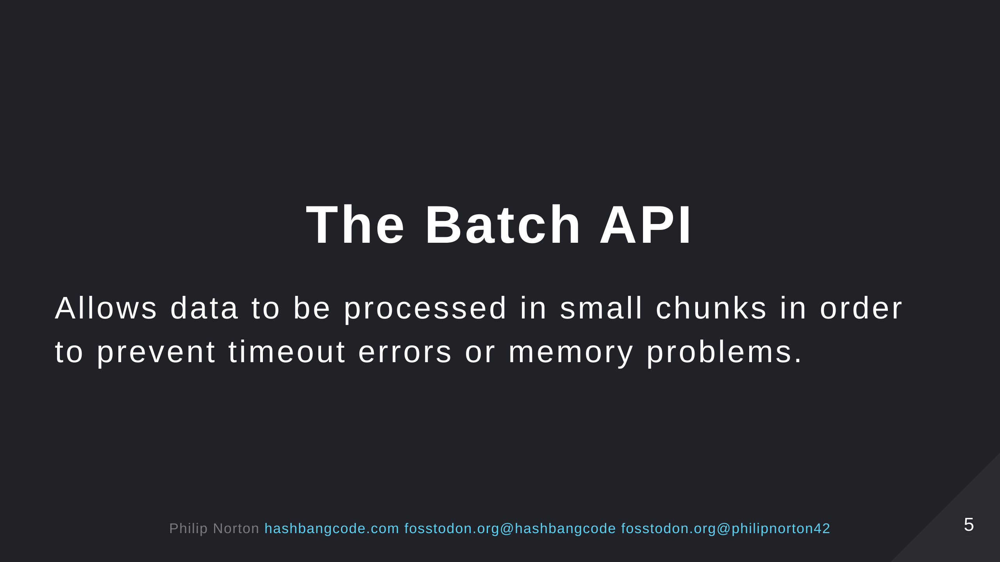 The Batch API
Allows data to be processed in small chunks in order
to prevent timeout errors or memory problems.
Philip Norton hashbangcode.com fosstodon.org@hashbangcode fosstodon.org@philipnorton42
5